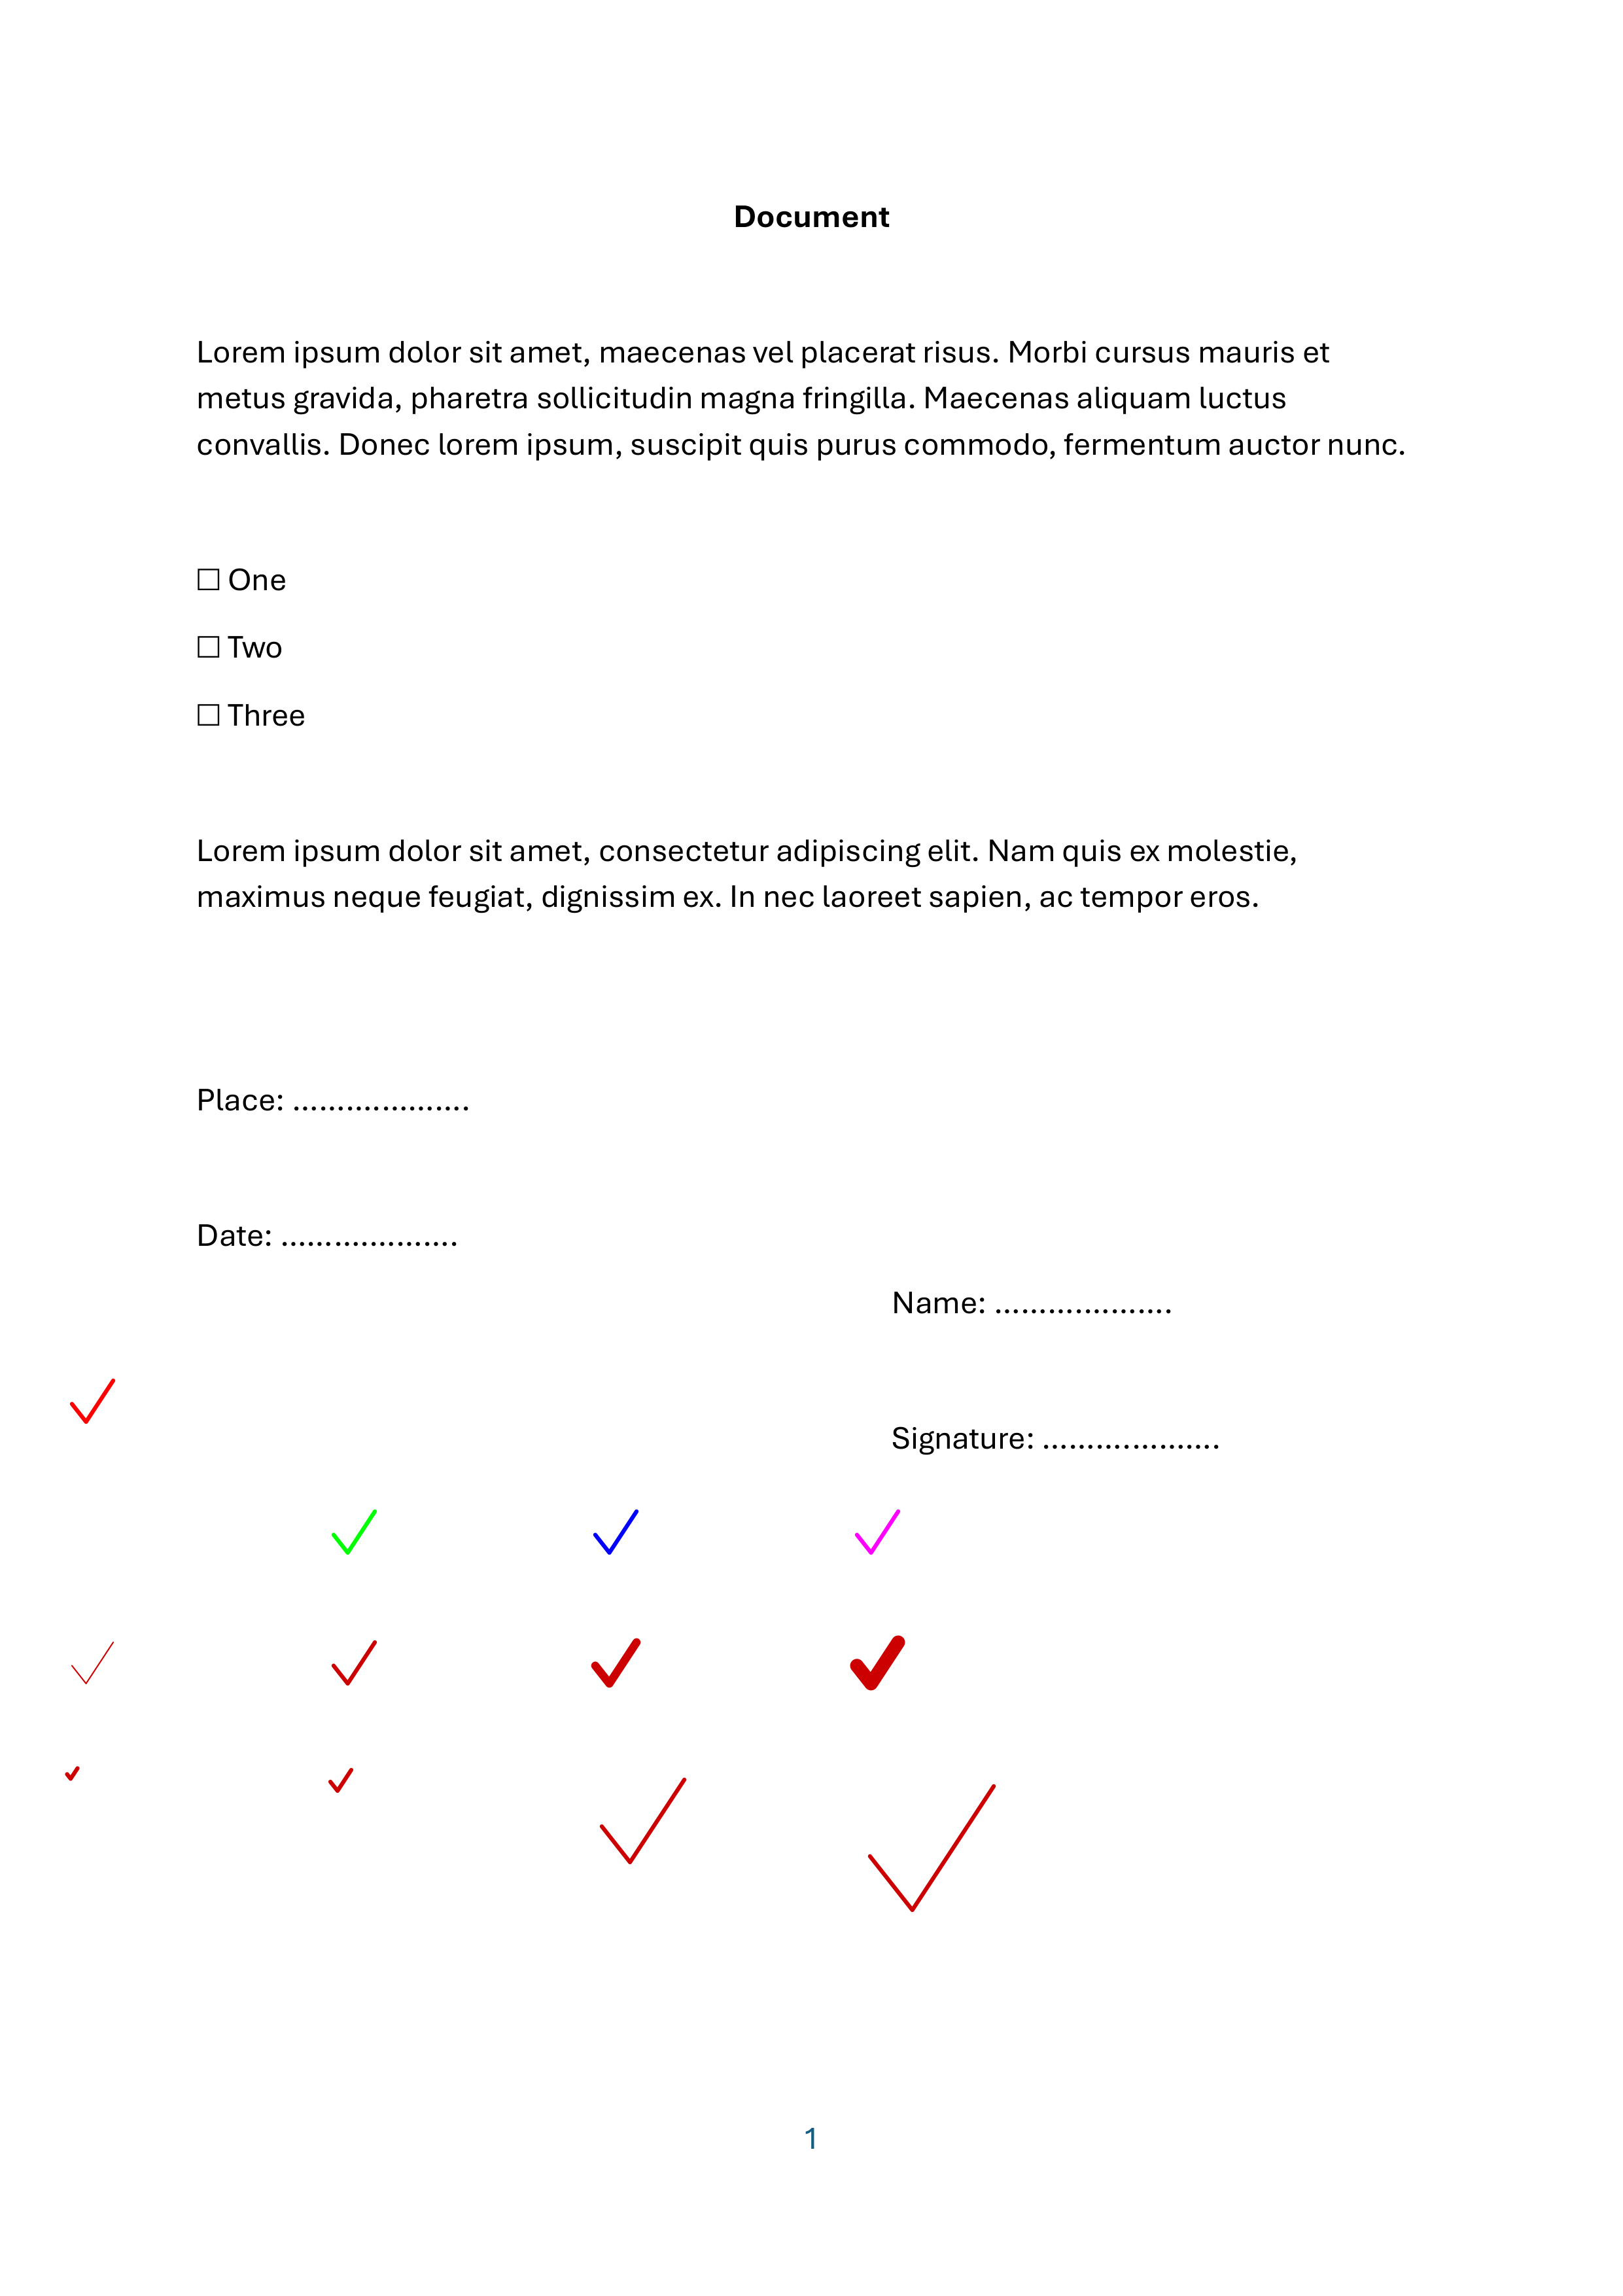 Document
Lorem ipsum dolor sit amet, maecenas vel placerat risus. Morbi cursus mauris et
metus gravida, pharetra sollicitudin magna fringilla. Maecenas aliquam luctus
convallis. Donec lorem ipsum, suscipit quis purus commodo, fermentum auctor nunc.
☐ One
☐ Two
☐ Three
Lorem ipsum dolor sit amet, consectetur adipiscing elit. Nam quis ex molestie,
maximus neque feugiat, dignissim ex. In nec laoreet sapien, ac tempor eros.
Place: ....................
Date: ....................
Name: ....................
Signature: ....................
1